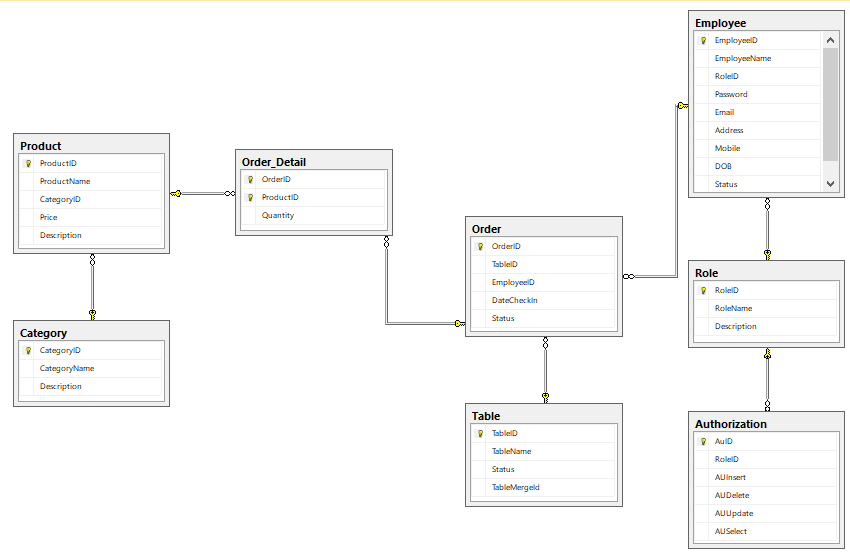 Employee
EmployeeID
EmployeeName
RoleID
Password
Email
Address
Mobile
DOB
Status
Product
ProductID
ProductName
CategoryID
Price
Description
Order_Detail
OrderID
ProductID
Quantity
Order
OrderID
TableID
EmployeeID
DateCheckIn
Status
Role
RoleID
RoleName
Description
Category
CategoryID
CategoryName
Description
Table
TableID
TableName
Status
TableMergeId
Authorization
AuID
RoleID
AUInsert
AUDelete
AUUpdate
AUSelect